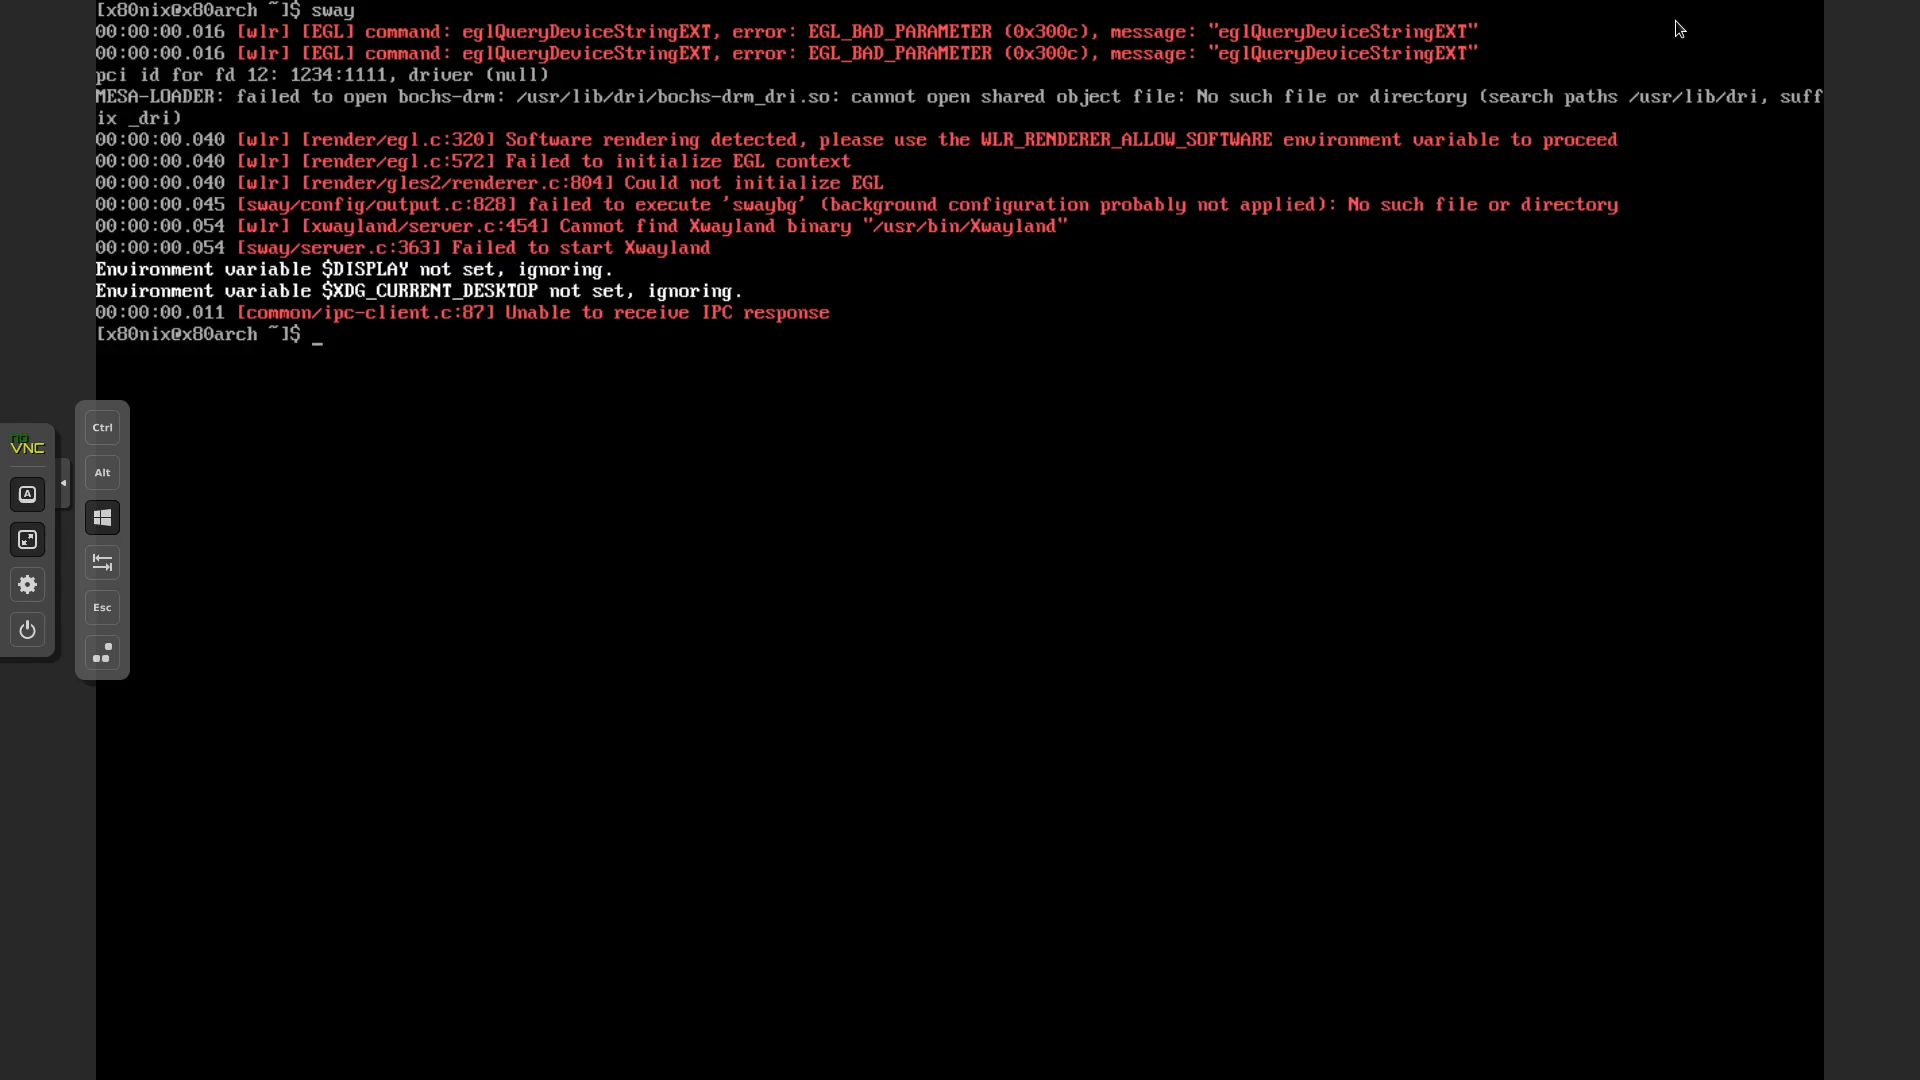 [x80nix@x80arch ~]$ sway
00:00:00.016 [wlr] [EGL] command: eglQueryDeviceStringEXT, error: EGL_BAD_PARAMETER (0x300c), message: "eglQueryDeviceStringEXT"
00:00:00.016 [wlr] [EGL] command: eglQueryDeviceStringEXT, error: EGL_BAD_PARAMETER (0x300c), message: "eglQueryDeviceStringEXT"
pci id for fd 12: 1234:1111, driver (null)
MESA-LOADER: failed to open bochs-drm: /usr/lib/dri/bochs-drm_dri.so: cannot open shared object file: No such file or directory (search paths /usr/lib/dri, suff
ix _dri)
00:00:00.040 [wlr] [render/egl.c:320] Software rendering detected, please use the WLR_RENDERER_ALLOW_SOFTWARE environment variable to proceed
00:00:00.040 [wlr] [render/egl.c:572] Failed to initialize EGL context
00:00:00.040 [wlr] [render/gles2/renderer.c:804] Could not initialize EGL
00:00:00.045 [sway/config/output.c:828] failed to execute 'swaybg' (background configuration probably not applied): No such file or directory
00:00:00.054 [wlr] [xwayland/server.c:454] Cannot find Xwayland binary "/usr/bin/Xwayland"
00:00:00.054 [sway/server.c:363] Failed to start Xwayland
Environment variable $DISPLAY not set, ignoring.
Environment variable $XDG_CURRENT_DESKTOP not set, ignoring.
00:00:00.011 [common/ipc-client.c:87] Unable to receive IPC response
[x80nix@x80arch ~]$ _
Ctrl
no
VNC
Alt
A
Esc